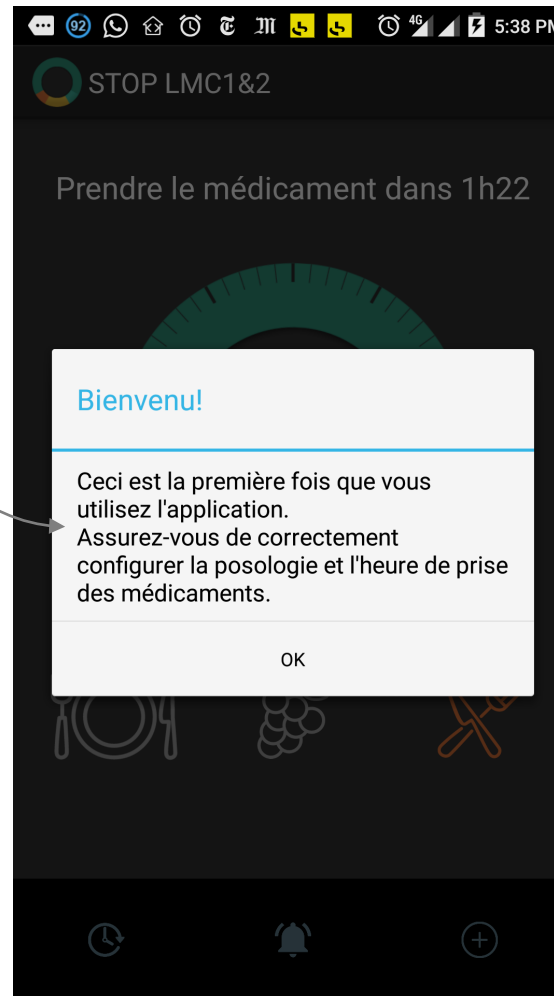 92
4G
5:38 PM
STOP LMC1&2
Prendre le médicament dans 1h22
Bienvenu!
Ceci est la première fois que vous
utilisez l'application.
Assurez-vous de correctement
configurer la posologie et l'heure de prise
des médicaments.
OK